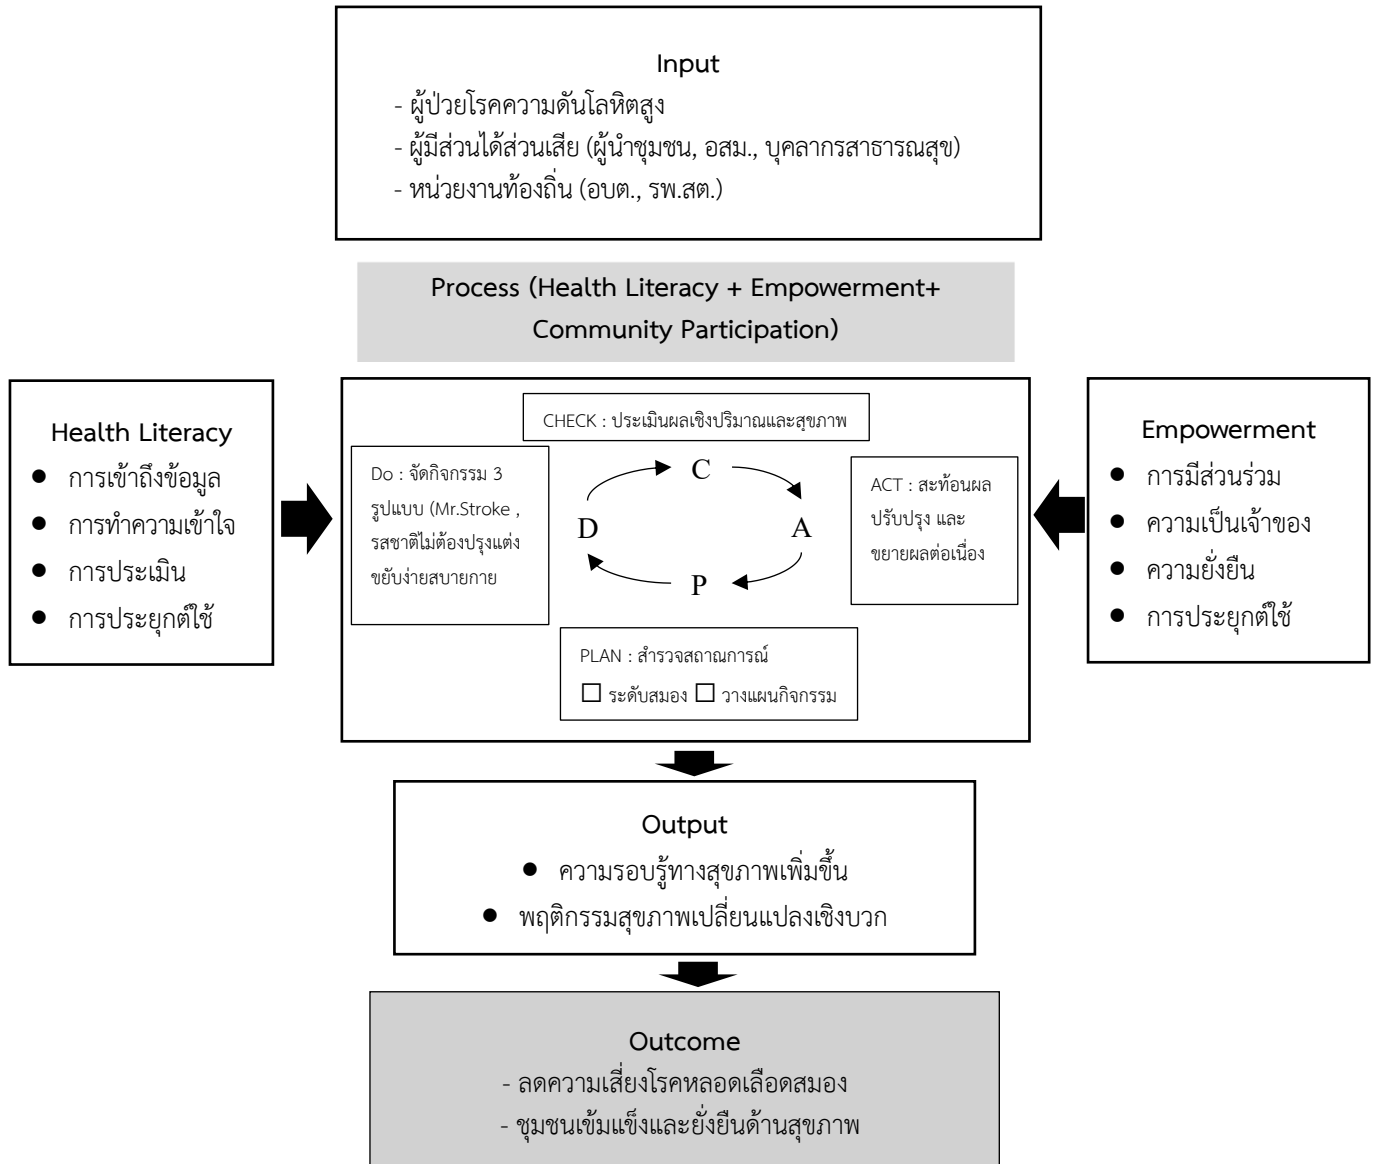 Input
- ผู้ป่วยโรคความดันโลหิตสูง
- ผู้มีส่วนได้ส่วนเสีย (ผู้นำชุมชน, อสม., บุคลากรสาธารณสุข)
- หน่วยงานท้องถิ่น (อบต., รพ.สต.)
Process (Health Literacy + Empowerment+
Community Participation)
Health Literacy
● การเข้าถึงข้อมูล
● การทำความเข้าใจ
● การประเมิน
● การประยุกต์ใช้
CHECK : ประเมินผลเชิงปริมาณและสุขภาพ
Do : จัดกิจกรรม 3
รูปแบบ (Mr.Stroke ,
รสชาติไม่ต้องปรุงแต่ง
ขยับง่ายสบายกาย
C
D
A
P
ACT : สะท้อนผล
ปรับปรุง และ
ขยายผลต่อเนื่อง
PLAN : สำรวจสถาณการณ์
☐ ระดับสมอง ☐ วางแผนกิจกรรม
Empowerment
● การมีส่วนร่วม
● ความเป็นเจ้าของ
● ความยั่งยืน
● การประยุกต์ใช้
Output
● ความรอบรู้ทางสุขภาพเพิ่มขึ้น
● พฤติกรรมสุขภาพเปลี่ยนแปลงเชิงบวก
Outcome
- ลดความเสี่ยงโรคหลอดเลือดสมอง
- ชุมชนเข้มแข็งและยั่งยืนด้านสุขภาพ